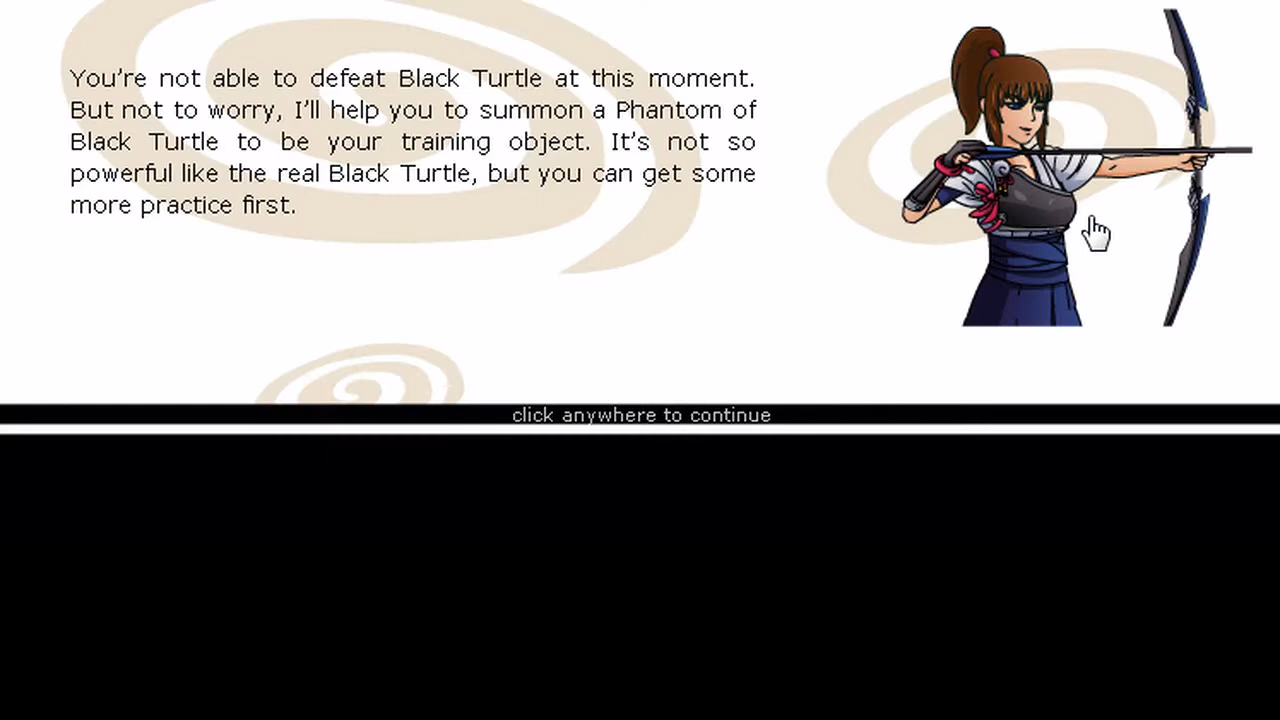 You're not able to defeat Black Turtle at this moment.
But not to worry, I'll help you to summon a Phantom of
Black Turtle to be your training object. It's not so
powerful like the real Black Turtle, but you can get some
more practice first.
click anywhere to continue